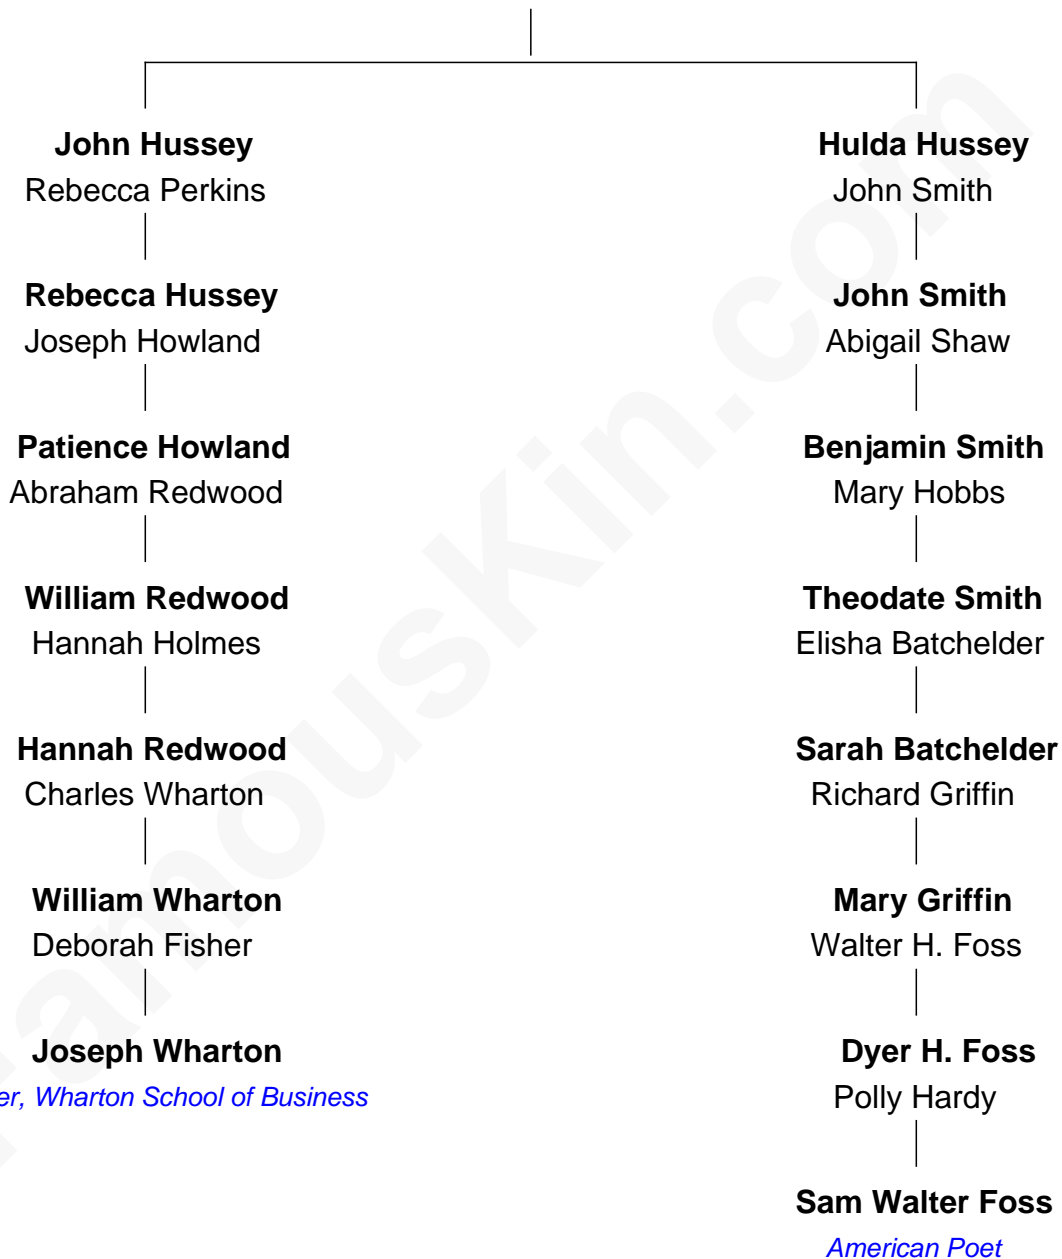 John Hussey
Rebecca Perkins
Rebecca Hussey
Joseph Howland
Patience Howland
Abraham Redwood
William Redwood
Hannah Holmes
Hannah Redwood
Charles Wharton
William Wharton
Deborah Fisher
Joseph Wharton
er, Wharton School of Business
Hulda Hussey
John Smith
John Smith
Abigail Shaw
Benjamin Smith
Mary Hobbs
Theodate Smith
Elisha Batchelder
Sarah Batchelder
Richard Griffin
Mary Griffin
Walter H. Foss
Dyer H. Foss
Polly Hardy
Sam Walter Foss
American Poet
FamousKin.com